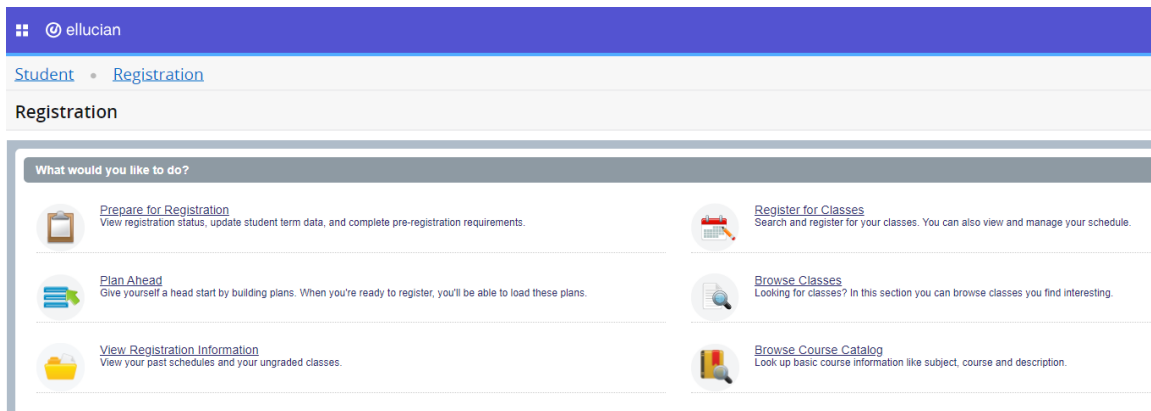 ellucian
Student • Registration
Registration
What would you like to do?
Prepare for Registration
View registration status, update student term data, and complete pre-registration requirements.
Register for Classes
Search and register for your classes. You can also view and manage your schedule.
Plan Ahead
Give yourself a head start by building plans. When you're ready to register, you'll be able to load these plans.
Browse Classes
Looking for classes? In this section you can browse classes you find interesting.
View Registration Information
View your past schedules and your ungraded classes.
Browse Course Catalog
Look up basic course information like subject, course and description.